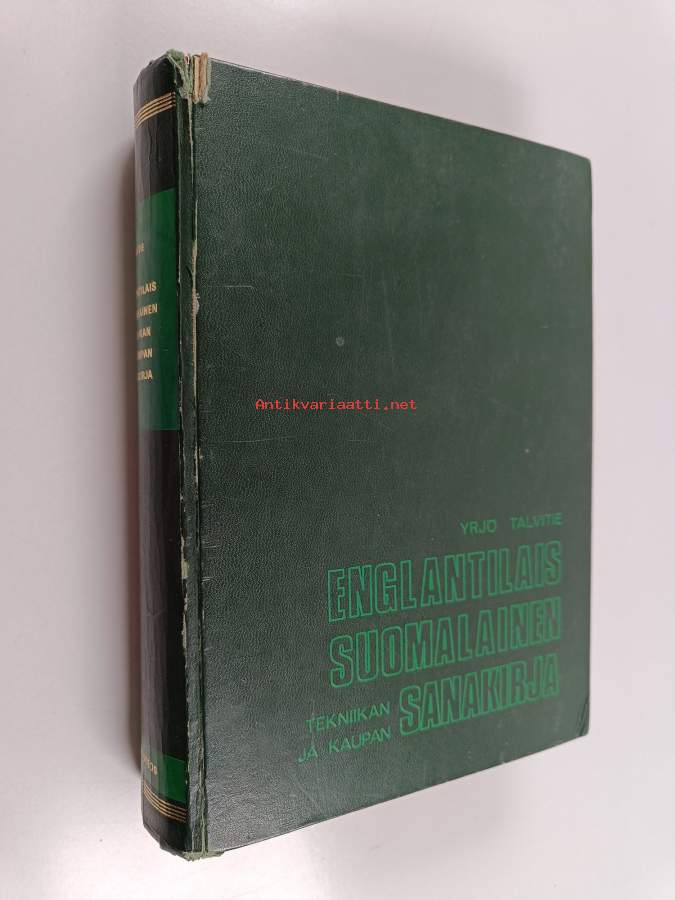 Antikvariaatti.net
YRJÖ TALVITIE
ENGLANTILAIS
SUOMALAINEN
TEKNIIKAN
JA KAUPAN
SANAKIRJA